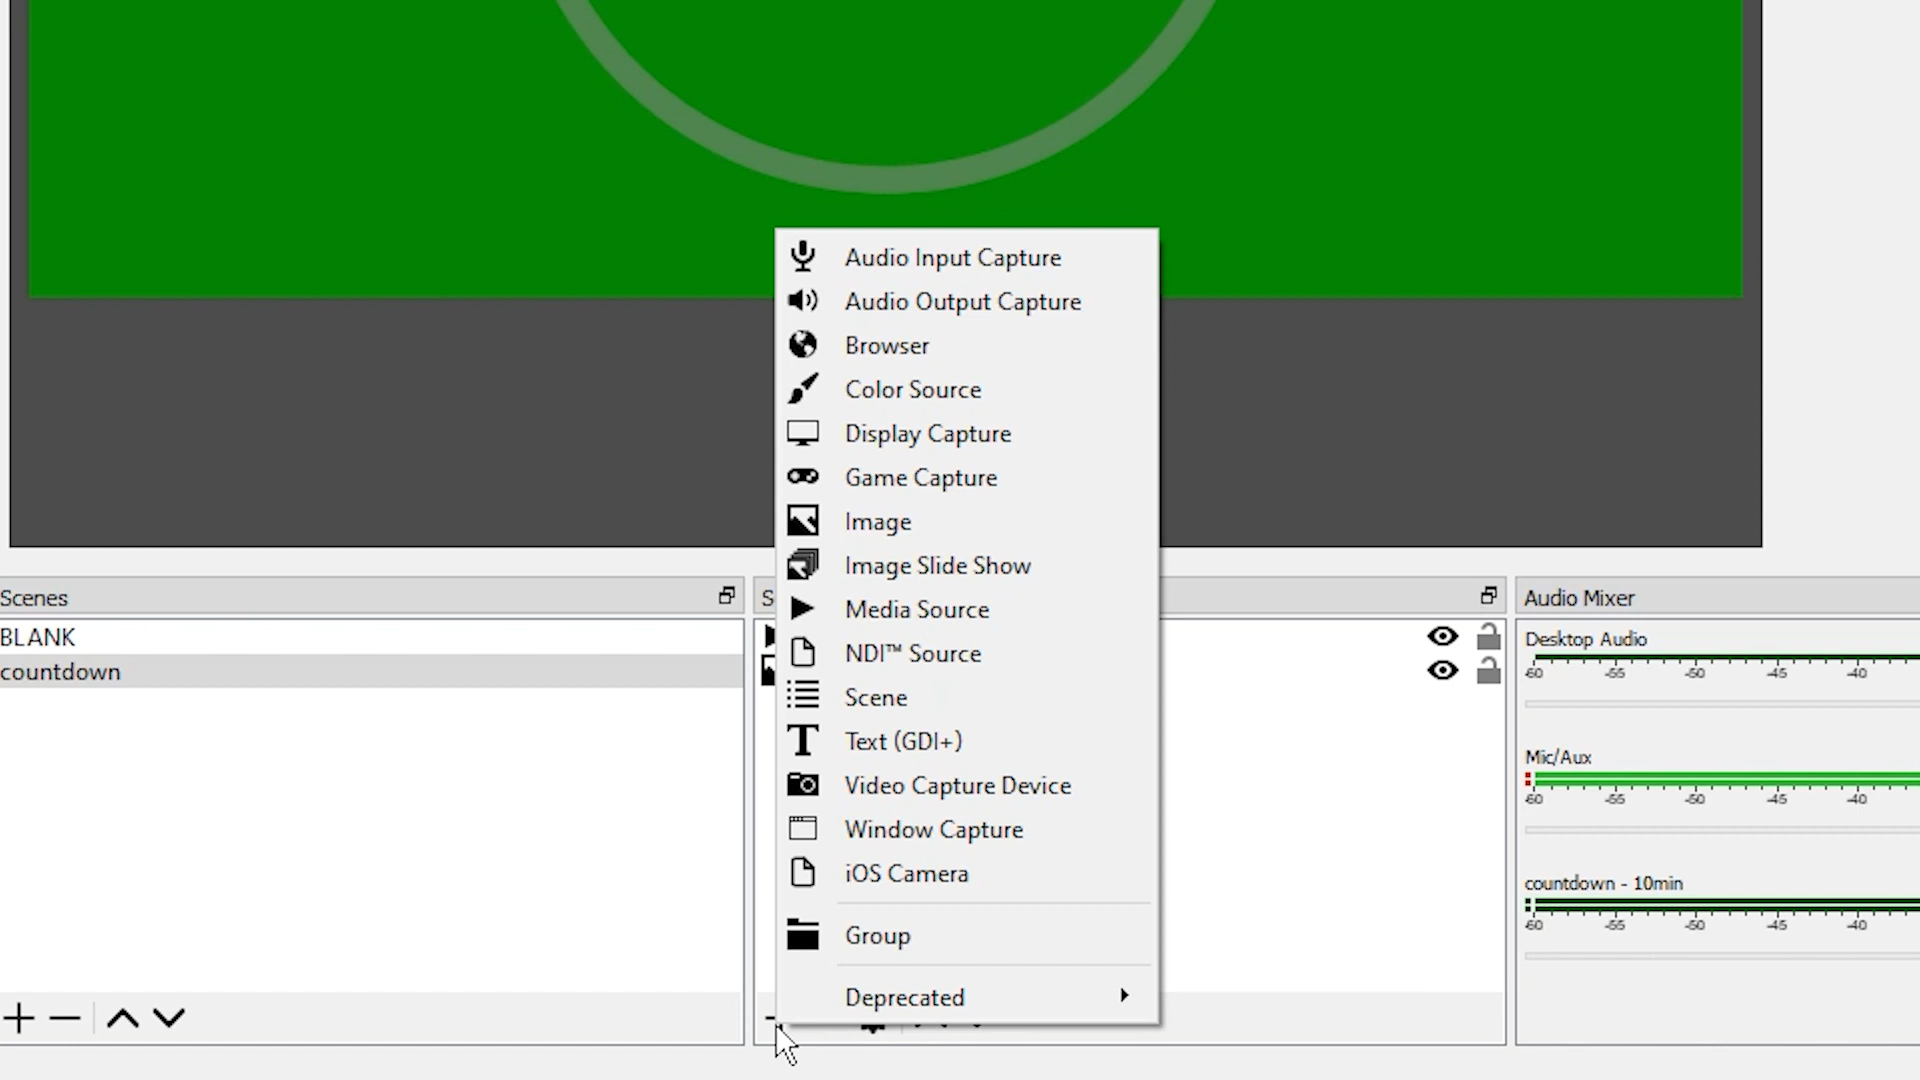 Audio Input Capture
Audio Output Capture
Browser
Color Source
Display Capture
Game Capture
Image
Image Slide Show
Media Source
NDI™ Source
Scene
Text (GDI+)
Video Capture Device
Window Capture
iOS Camera
Group
Deprecated
Scenes
BLANK
countdown
S
Audio Mixer
Desktop Audio
-60 -55 -50 -45 -40
Mic/Aux
-60 -55 -50 -45 -40
countdown - 10min
-60 -55 -50 -45 -40